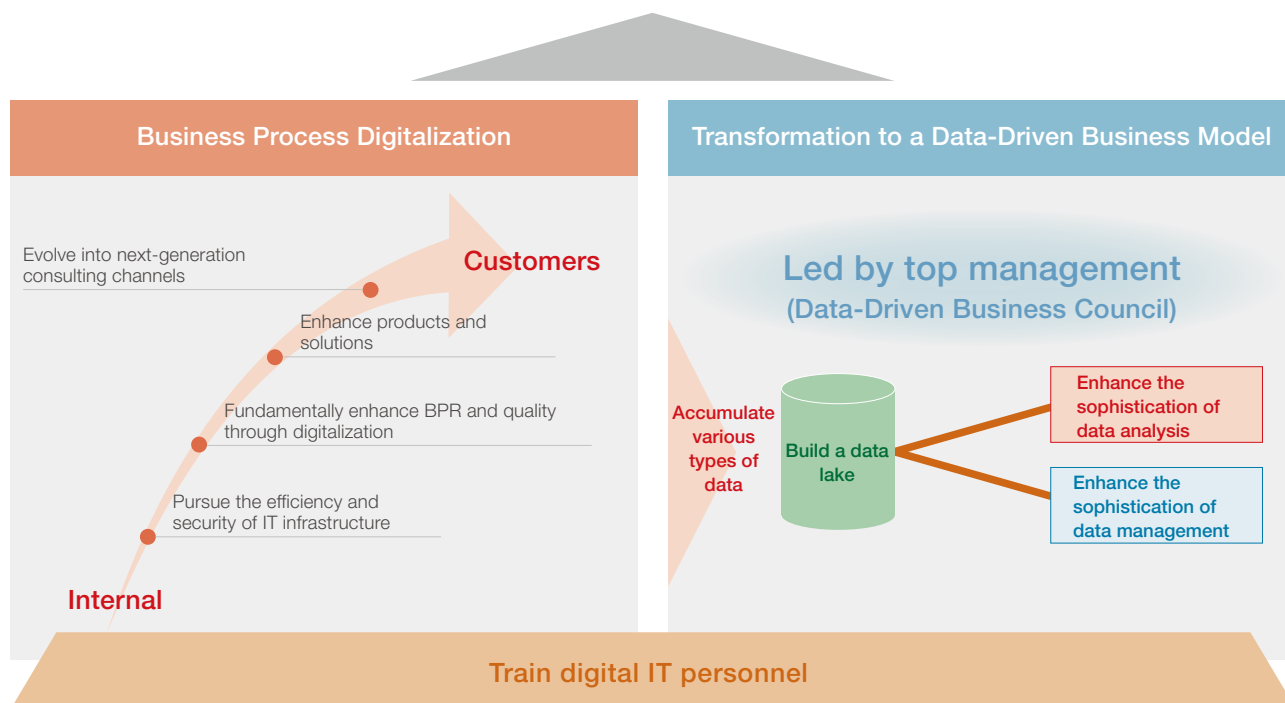 Business Process Digitalization
Evolve into next-generation
consulting channels
Customers
Enhance products and
solutions
Fundamentally enhance BPR and quality
through digitalization
Pursue the efficiency and
security of IT infrastructure
Internal
Transformation to a Data-Driven Business Model
Led by top management
(Data-Driven Business Council)
Accumulate
various
types of
data
Build a data
lake
Enhance the
sophistication of
data analysis
Enhance the
sophistication of
data management
Train digital IT personnel